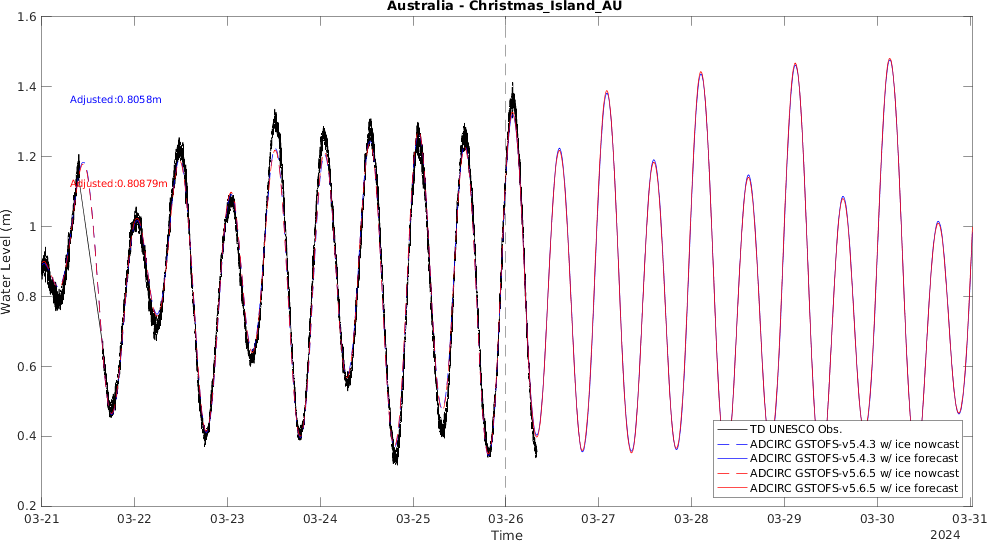 Australia - Christmas_Island_AU
1.6
1.4
1.2
1
0.8
0.6
0.4
0.2
Water Level (m)
Adjusted:0.8058m
Adjusted:0.80879m
TD UNESCO Obs.
ADCIRC GSTOFS-v5.4.3 w/ ice nowcast
ADCIRC GSTOFS-v5.4.3 w/ ice forecast
ADCIRC GSTOFS-v5.6.5 w/ ice nowcast
ADCIRC GSTOFS-v5.6.5 w/ ice forecast
03-21 03-22 03-23 03-24 03-25 03-26 03-27 03-28 03-29 03-30 03-31
Time
2024